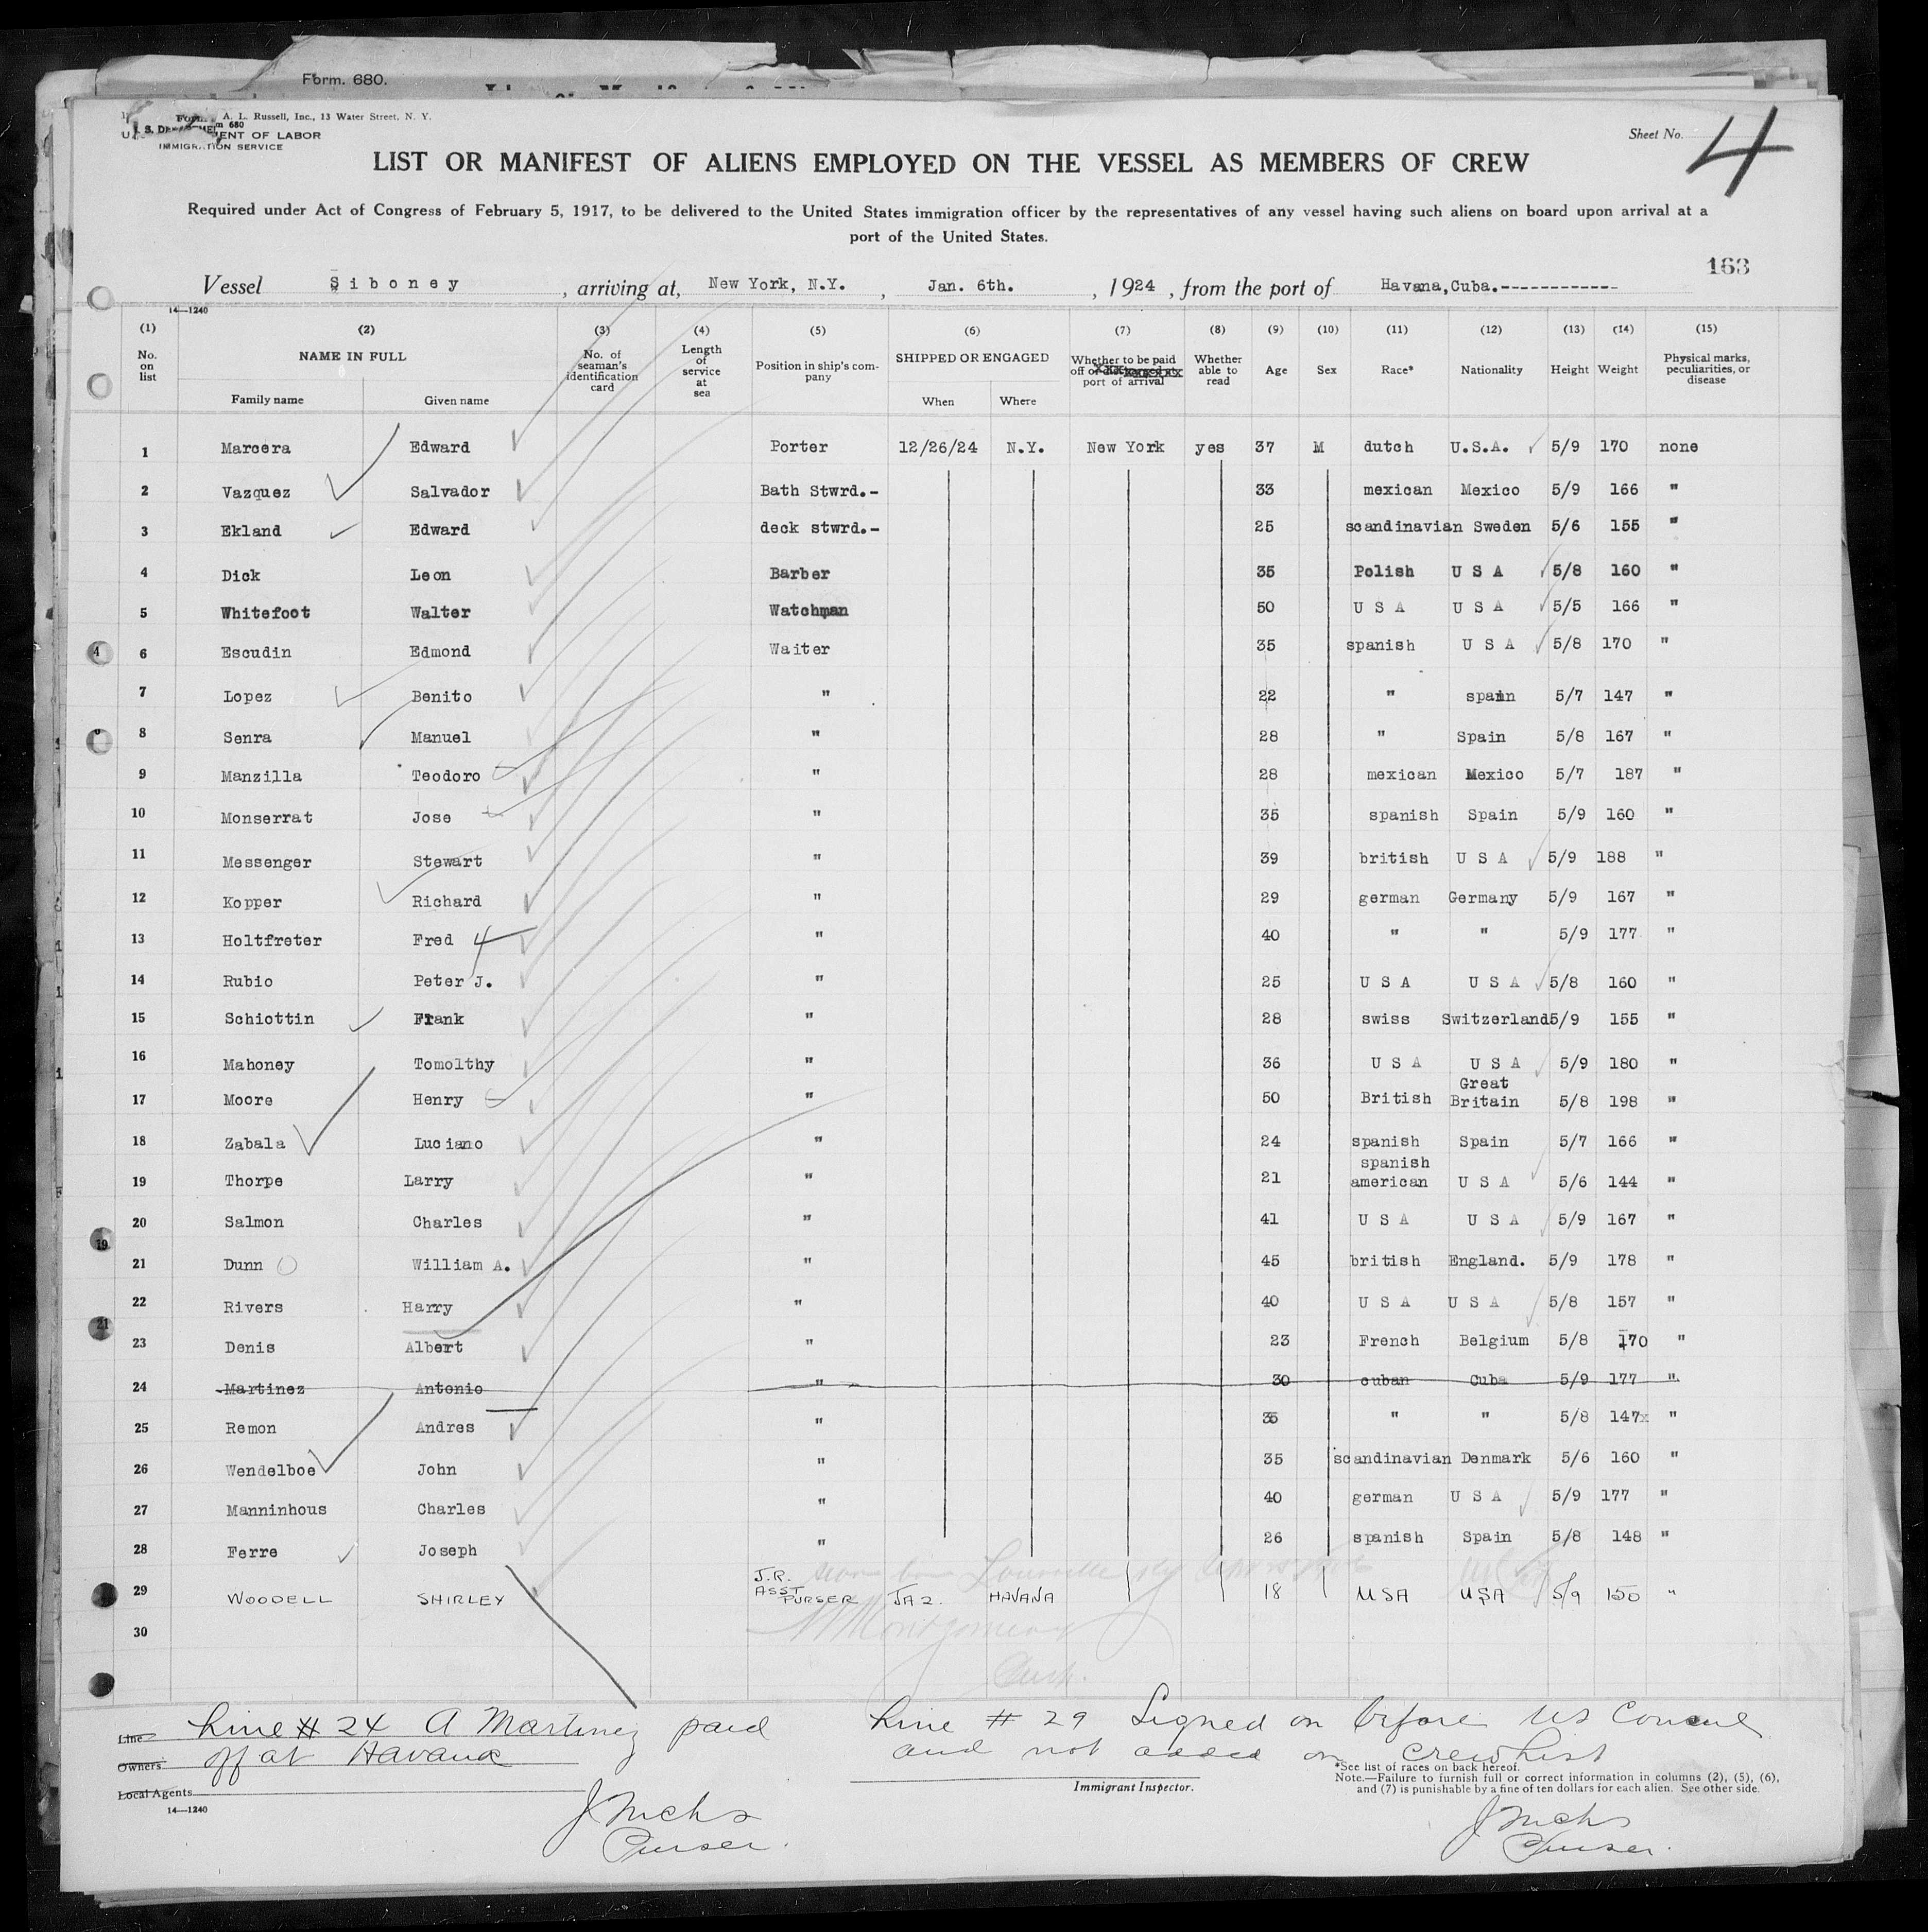 Form. 680.
A. L. Russell, Inc., 13 Water Street, N. Y.
ENT OF LABOR
IMMIGRATION SERVICE
Sheet No. 4
LIST OR MANIFEST OF ALIENS EMPLOYED ON THE VESSEL AS MEMBERS OF CREW
Required under Act of Congress of February 5, 1917, to be delivered to the United States immigration officer by the representatives of any vessel having such aliens on board upon arrival at a
port of the United States.
163
Vessel Siboney, arriving at, New York, N.Y., Jan. 6th., 1924, from the port of Havana,Cuba.------------
14—1240
(1) (2) (3) (4) (5) (6) (7) (8) (9) (10) (11) (12) (13) (14) (15)
No. on list NAME IN FULL No. of seaman's identification card Length of service at sea Position in ship's company SHIPPED OR ENGAGED Whether to be paid off or discharged at port of arrival Whether able to read Age Sex Race* Nationality Height Weight Physical marks, peculiarities, or disease
Family name Given name When Where
1 Marcera Edward Porter 12/26/24 N.Y. New York yes 37 M dutch U.S.A. 5/9 170 none
2 Vazquez Salvador Bath Stwrd.- 33 mexican Mexico 5/9 166 "
3 Ekland Edward deck stwrd.- 25 scandinavian Sweden 5/6 155 "
4 Dick Leon Barber 35 Polish U S A 5/8 160 "
5 Whitefoot Walter Watchman 50 U S A U S A 5/5 166 "
6 Escudin Edmond Waiter 35 spanish U S A 5/8 170 "
7 Lopez Benito " 22 " spain 5/7 147 "
8 Senra Manuel " 28 " Spain 5/8 167 "
9 Manzilla Teodoro " 28 mexican Mexico 5/7 187 "
10 Monserrat Jose " 35 spanish Spain 5/9 160 "
11 Messenger Stewart " 39 british U S A 5/9 188 "
12 Kopper Richard " 29 german Germany 5/9 167 "
13 Holtfreter Fred 4 " 40 " " 5/9 177 "
14 Rubio Peter J. " 25 U S A U S A 5/8 160 "
15 Schiottin Frank " 28 swiss Switzerland 5/9 155 "
16 Mahoney Tomolthy " 36 U S A U S A 5/9 180 "
17 Moore Henry " 50 British Great Britain 5/8 198 "
18 Zabala Luciano " 24 spanish Spain 5/7 166 "
19 Thorpe Larry " 21 spanish american U S A 5/6 144 "
20 Salmon Charles " 41 U S A U S A 5/9 167 "
21 Dunn William A. " 45 british England. 5/9 178 "
22 Rivers Harry " 40 U S A U S A 5/8 157 "
23 Denis Albert " 23 French Belgium 5/8 170 "
24 Martinez Antonio " 30 cuban Cuba 5/9 177 "
25 Remon Andres " 35 " " 5/8 147x "
26 Wendelboe John " 35 scandinavian Denmark 5/6 160 "
27 Manninhous Charles " 40 german U S A 5/9 177 "
28 Ferre Joseph " 26 spanish Spain 5/8 148 "
29 WOODELL SHIRLEY J.R. ASST PURSER JA 2. HAVANA 18 USA USA 5/9 150 "
30
Line # 24 A Martinez paid
off at Havana
Line # 29 Signed on before US Consul
and not added on crew list
Line
Owners
Local Agents
14—1240
Immigrant Inspector.
*See list of races on back hereof.
Note.—Failure to furnish full or correct information in columns (2), (5), (6),
and (7) is punishable by a fine of ten dollars for each alien. See other side.
Purser.
Purser.